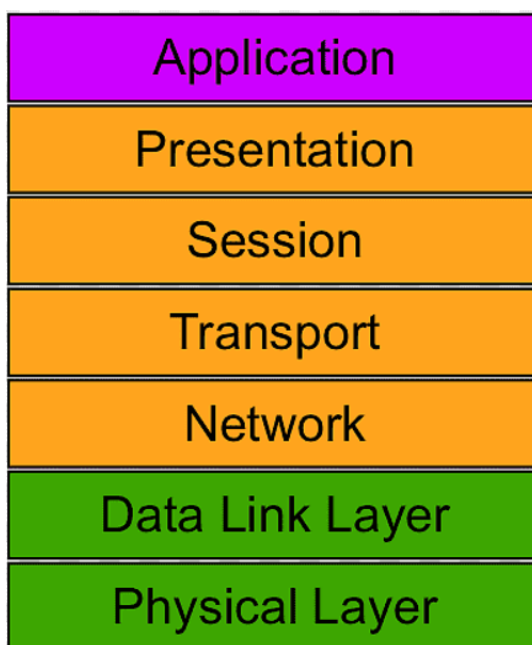 Application
Presentation
Session
Transport
Network
Data Link Layer
Physical Layer